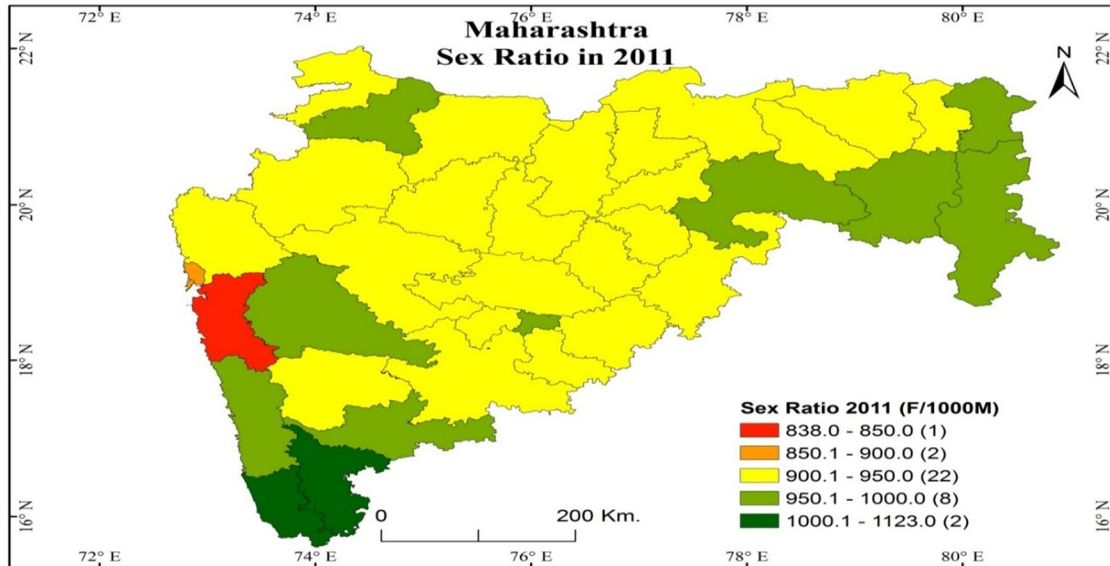 72° E 74° E 76° E 78° E 80° E
Maharashtra
Sex Ratio in 2011
N
22°N 22°N
20°N 20°N
18°N 18°N
16°N 16°N
Sex Ratio 2011 (F/1000M)
838.0 - 850.0 (1)
850.1 - 900.0 (2)
900.1 - 950.0 (22)
950.1 - 1000.0 (8)
1000.1 - 1123.0 (2)
0 200 Km.
72° E 74° E 76° E 78° E 80° E